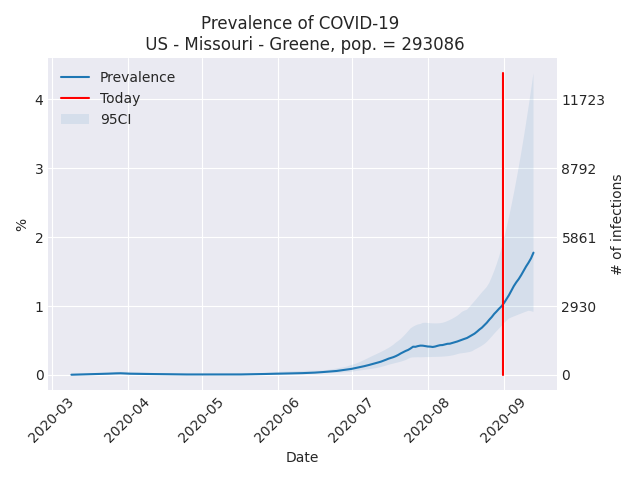 Prevalence of COVID-19
US - Missouri - Greene, pop. = 293086
Prevalence
Today
95CI
4
3
2
1
0
%
11723
8792
5861
2930
0
# of infections
2020-03
2020-04
2020-05
2020-06
2020-07
2020-08
2020-09
Date